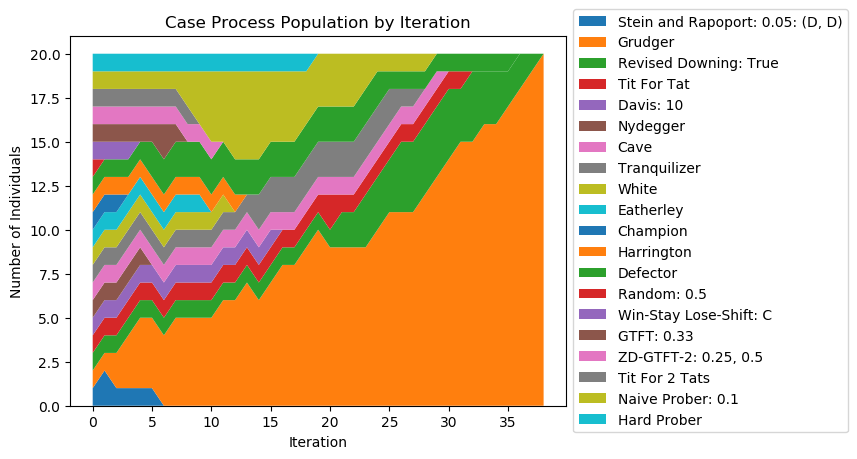 Case Process Population by Iteration
20.0
17.5
15.0
12.5
10.0
7.5
5.0
2.5
0.0
Number of Individuals
0 5 10 15 20 25 30 35
Iteration
Stein and Rapoport: 0.05: (D, D)
Grudger
Revised Downing: True
Tit For Tat
Davis: 10
Nydegger
Cave
Tranquilizer
White
Eatherley
Champion
Harrington
Defector
Random: 0.5
Win-Stay Lose-Shift: C
GTFT: 0.33
ZD-GTFT-2: 0.25, 0.5
Tit For 2 Tats
Naive Prober: 0.1
Hard Prober